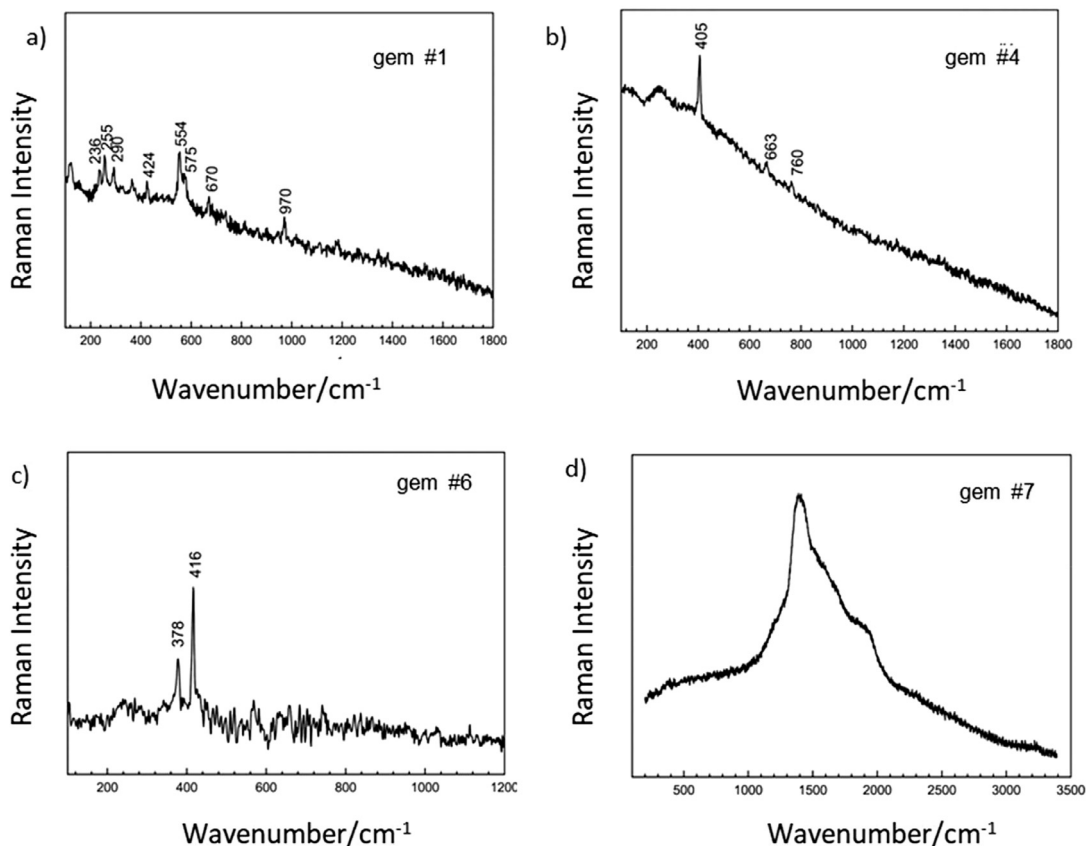 a)
gem #1
236
255
290
424
554
575
670
970
Raman Intensity
200 400 600 800 1000 1200 1400 1600 1800
Wavenumber/cm⁻¹
b)
gem #4
405
663
760
Raman Intensity
200 400 600 800 1000 1200 1400 1600 1800
Wavenumber/cm⁻¹
c)
gem #6
378
416
Raman Intensity
200 400 600 800 1000 1200
Wavenumber/cm⁻¹
d)
gem #7
Raman Intensity
500 1000 1500 2000 2500 3000 3500
Wavenumber/cm⁻¹